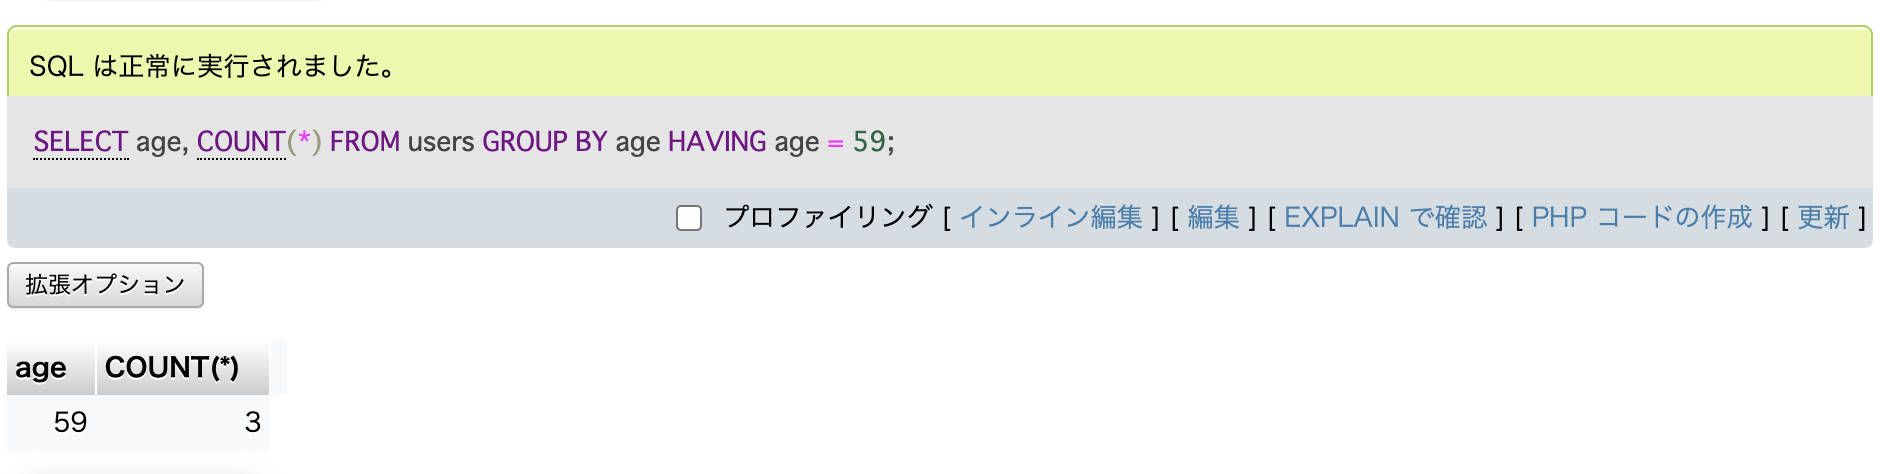 SQL は正常に実行されました。
SELECT age, COUNT(*) FROM users GROUP BY age HAVING age = 59;
プロファイリング [ インライン編集 ] [ 編集 ] [ EXPLAIN で確認 ] [ PHP コードの作成 ] [ 更新 ]
拡張オプション
age COUNT(*)
59 3